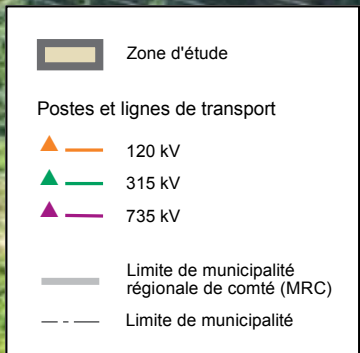 Zone d'étude
Postes et lignes de transport
120 kV
315 kV
735 kV
Limite de municipalité
régionale de comté (MRC)
Limite de municipalité